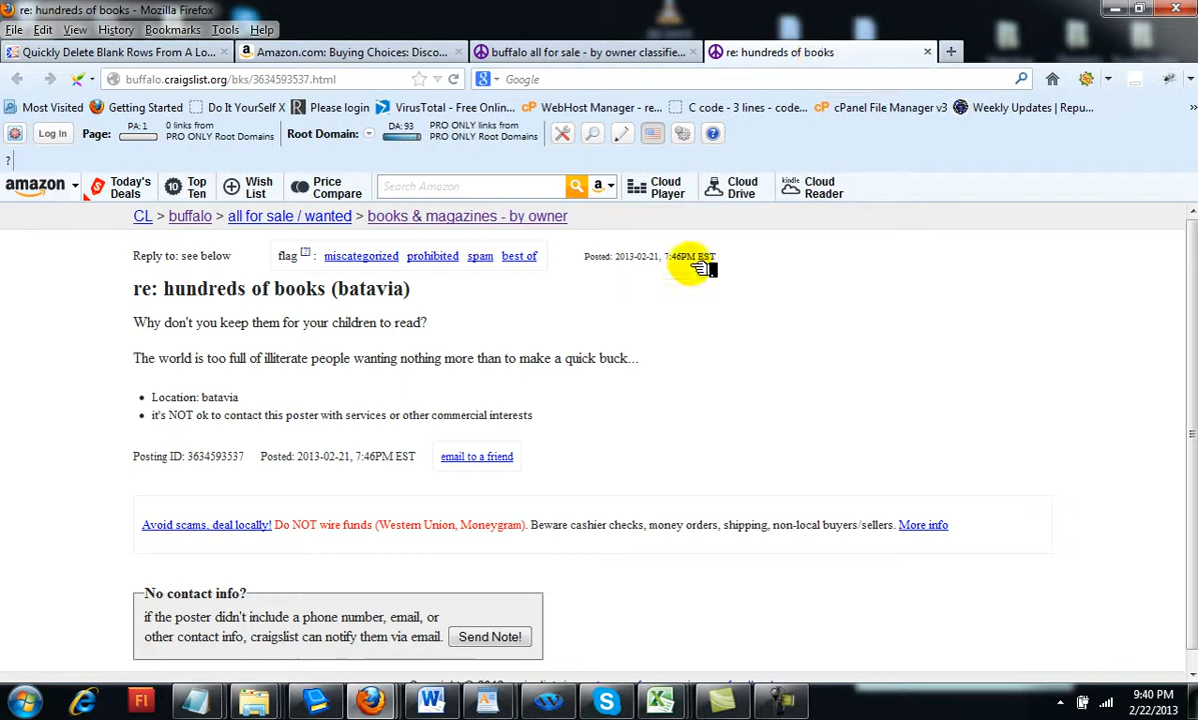 re: hundreds of books - Mozilla Firefox
File Edit View History Bookmarks Tools Help
Quickly Delete Blank Rows From A Lo...
Amazon.com: Buying Choices: Disco...
buffalo all for sale - by owner classifie...
re: hundreds of books
buffalo.craigslist.org/bks/3634593537.html
Google
Most Visited Getting Started Do It YourSelf X Please login VirusTotal - Free Onlin... WebHost Manager - re... C code - 3 lines - code... cPanel File Manager v3 Weekly Updates | Repu...
Log In Page: PA: 1 0 links from PRO ONLY Root Domains Root Domain: DA: 93 PRO ONLY links from PRO ONLY Root Domains
?
amazon Today's Deals 10 Top Ten Wish List Price Compare Search Amazon a Cloud Player Cloud Drive kindle Cloud Reader
CL > buffalo > all for sale / wanted > books & magazines - by owner
Reply to: see below flag [?] : miscategorized prohibited spam best of Posted: 2013-02-21, 7:46PM EST
re: hundreds of books (batavia)
Why don't you keep them for your children to read?
The world is too full of illiterate people wanting nothing more than to make a quick buck...
Location: batavia
it's NOT ok to contact this poster with services or other commercial interests
Posting ID: 3634593537 Posted: 2013-02-21, 7:46PM EST email to a friend
Avoid scams, deal locally! Do NOT wire funds (Western Union, Moneygram). Beware cashier checks, money orders, shipping, non-local buyers/sellers. More info
No contact info?
if the poster didn't include a phone number, email, or
other contact info, craigslist can notify them via email. Send Note!
9:40 PM
2/22/2013